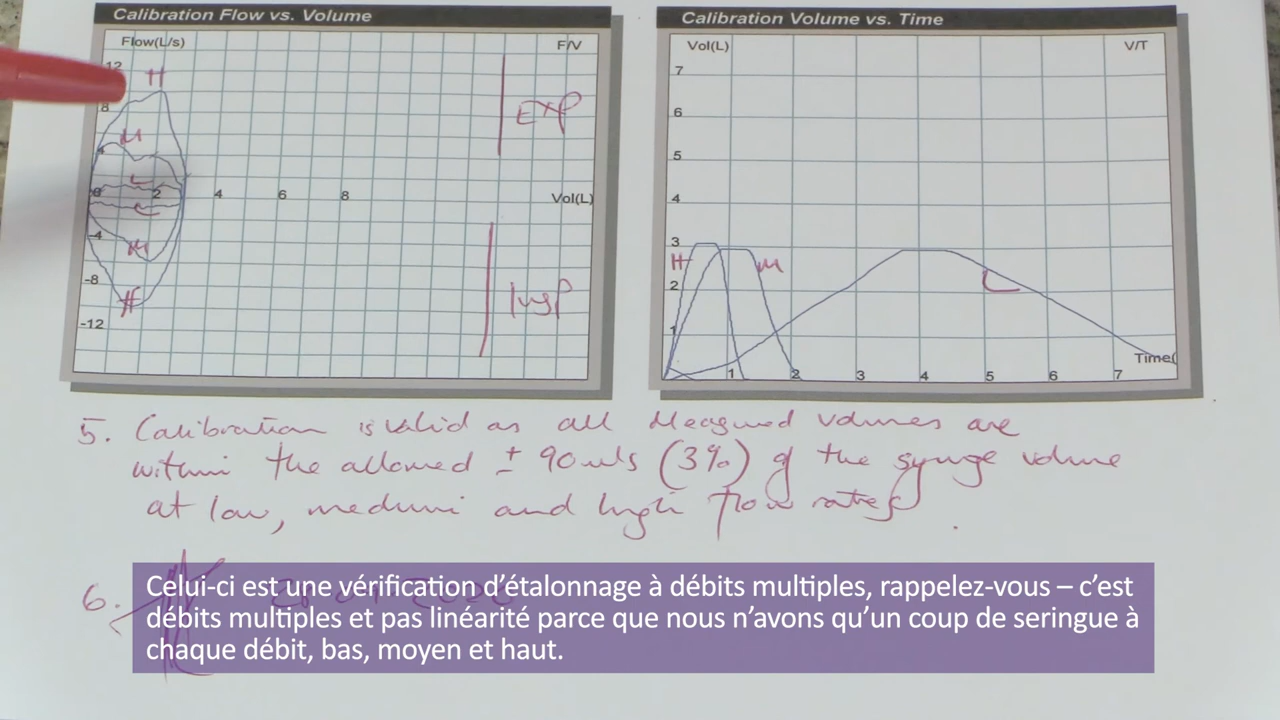 Calibration Flow vs. Volume
Flow(L/s)
F/V
12
H
8
EXP
M
4
L
0 2 4 6 8 Vol(L)
L
-4
M
-8
H
INSP
-12
Calibration Volume vs. Time
Vol(L)
V/T
7
6
5
4
3
H
M
2
L
1
Time(
1 2 3 4 5 6 7
5. Calibration is valid as all Measured volumes are
within the allowed ± 90 mls (3%) of the syringe volume
at low, medium and high flow rates.
6.
Celui-ci est une vérification d'étalonnage à débits multiples, rappelez-vous – c'est
débits multiples et pas linéarité parce que nous n'avons qu'un coup de seringue à
chaque débit, bas, moyen et haut.